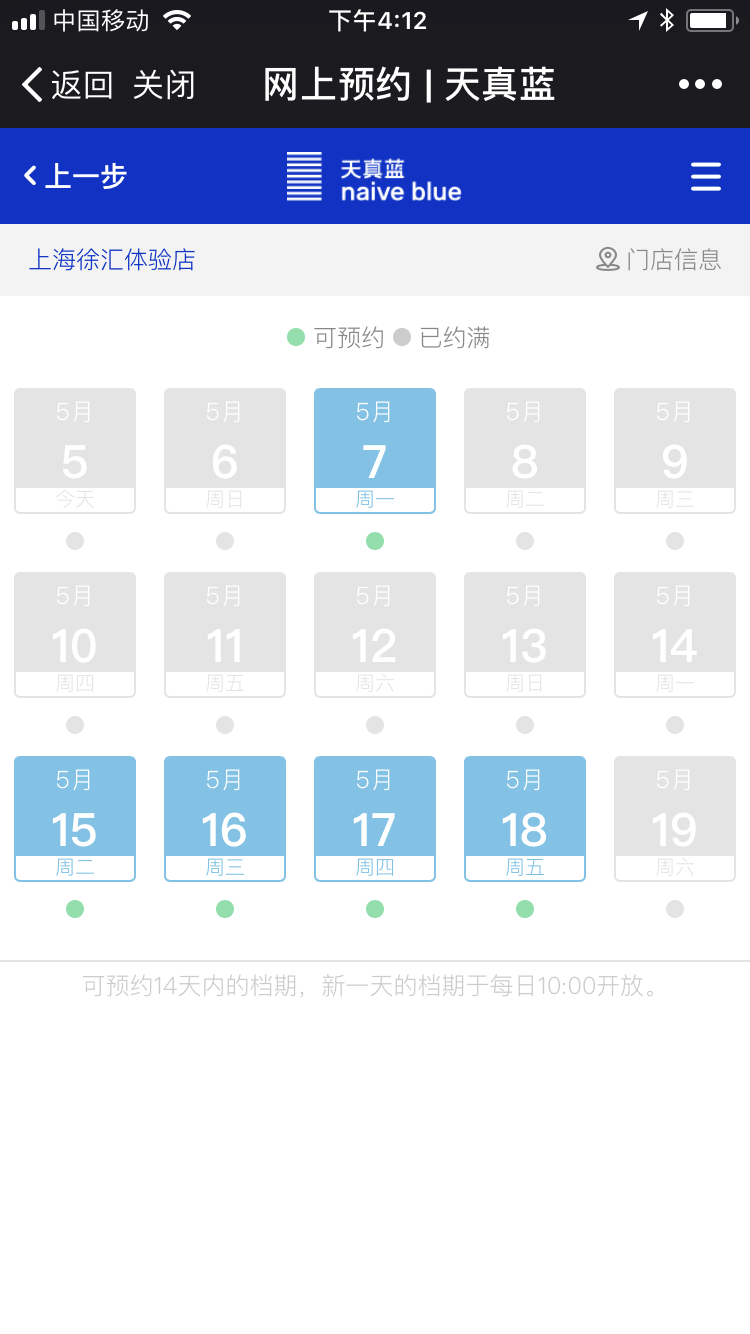 中国移动 下午4:12
返回 关闭 网上预约 | 天真蓝
上一步 天真蓝
naive blue
上海徐汇体验店 门店信息
可预约 已约满
5月 5月 5月 5月 5月
5 6 7 8 9
今天 周日 周一 周二 周三
5月 5月 5月 5月 5月
10 11 12 13 14
周四 周五 周六 周日 周一
5月 5月 5月 5月 5月
15 16 17 18 19
周二 周三 周四 周五 周六
可预约14天内的档期，新一天的档期于每日10:00开放。